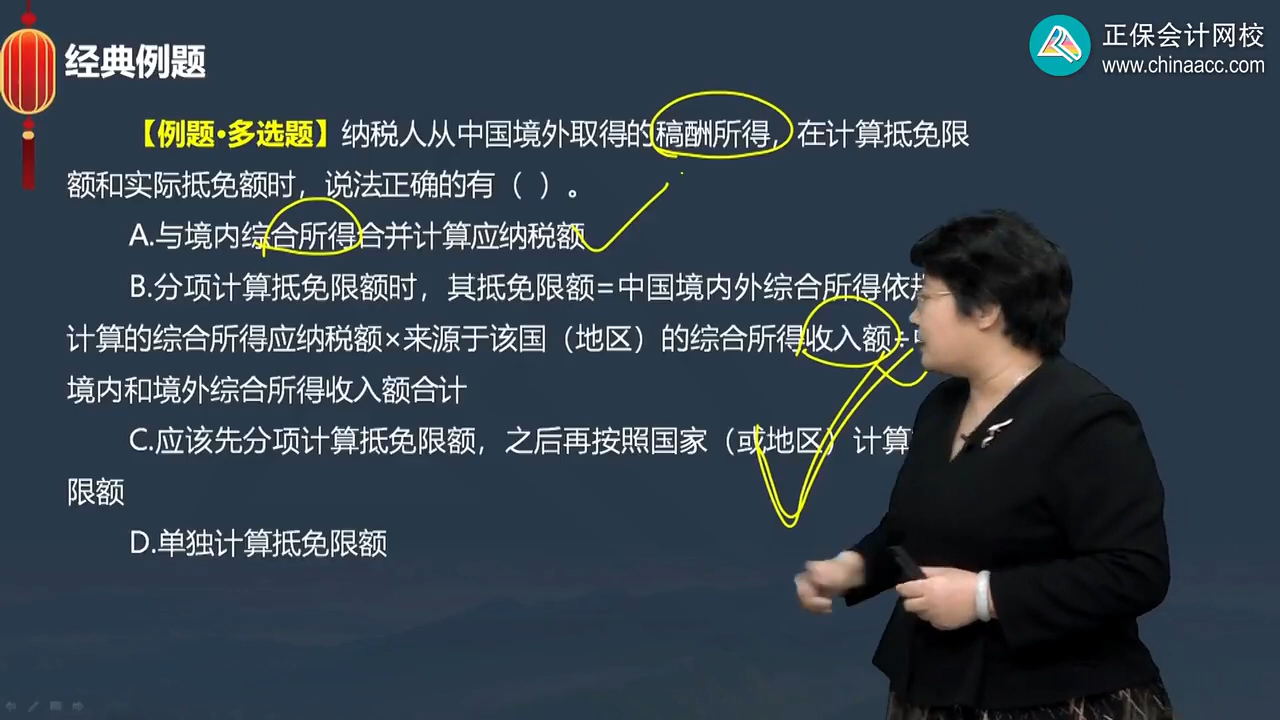 正保会计网校
www.chinaacc.com
经典例题
【例题·多选题】纳税人从中国境外取得的稿酬所得，在计算抵免限
额和实际抵免额时，说法正确的有（ ）。
A.与境内综合所得合并计算应纳税额
B.分项计算抵免限额时，其抵免限额=中国境内外综合所得依
计算的综合所得应纳税额×来源于该国（地区）的综合所得收入额÷
境内和境外综合所得收入额合计
C.应该先分项计算抵免限额，之后再按照国家（或地区）计算
限额
D.单独计算抵免限额